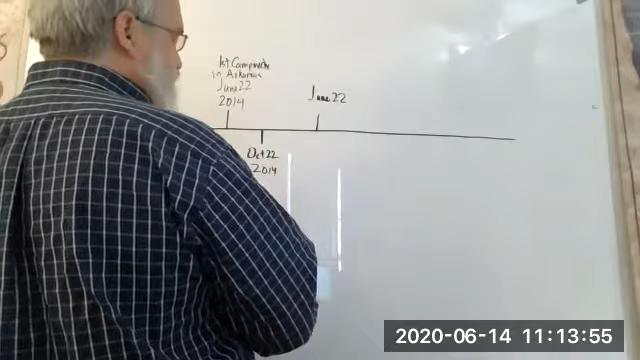 1st Campmeeting
in Arkansas
June 22
2014
June 22
Oct 22
2014
2020-06-14 11:13:55